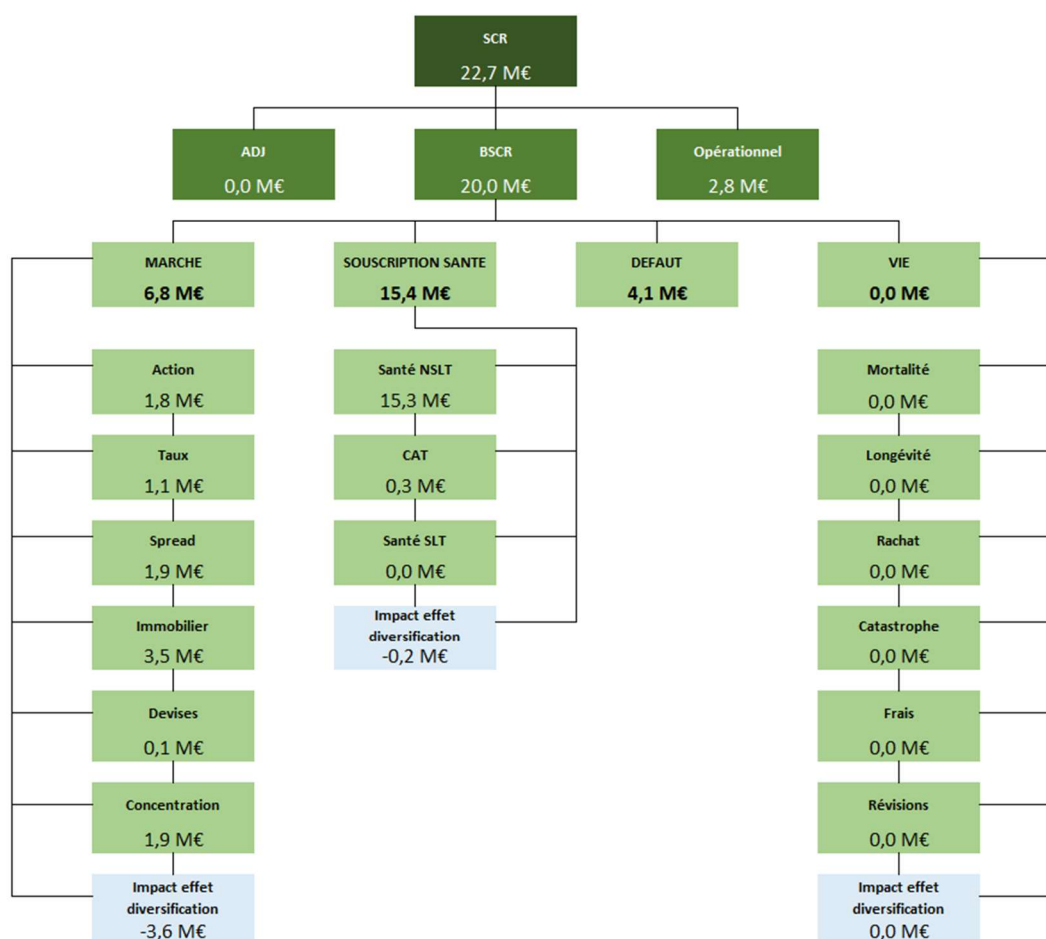 SCR
22,7 M€
ADJ
0,0 M€
BSCR
20,0 M€
Opérationnel
2,8 M€
MARCHE
6,8 M€
SOUSCRIPTION SANTE
15,4 M€
DEFAUT
4,1 M€
VIE
0,0 M€
Action
1,8 M€
Taux
1,1 M€
Spread
1,9 M€
Immobilier
3,5 M€
Devises
0,1 M€
Concentration
1,9 M€
Impact effet
diversification
-3,6 M€
Santé NSLT
15,3 M€
CAT
0,3 M€
Santé SLT
0,0 M€
Impact effet
diversification
-0,2 M€
Mortalité
0,0 M€
Longévité
0,0 M€
Rachat
0,0 M€
Catastrophe
0,0 M€
Frais
0,0 M€
Révisions
0,0 M€
Impact effet
diversification
0,0 M€